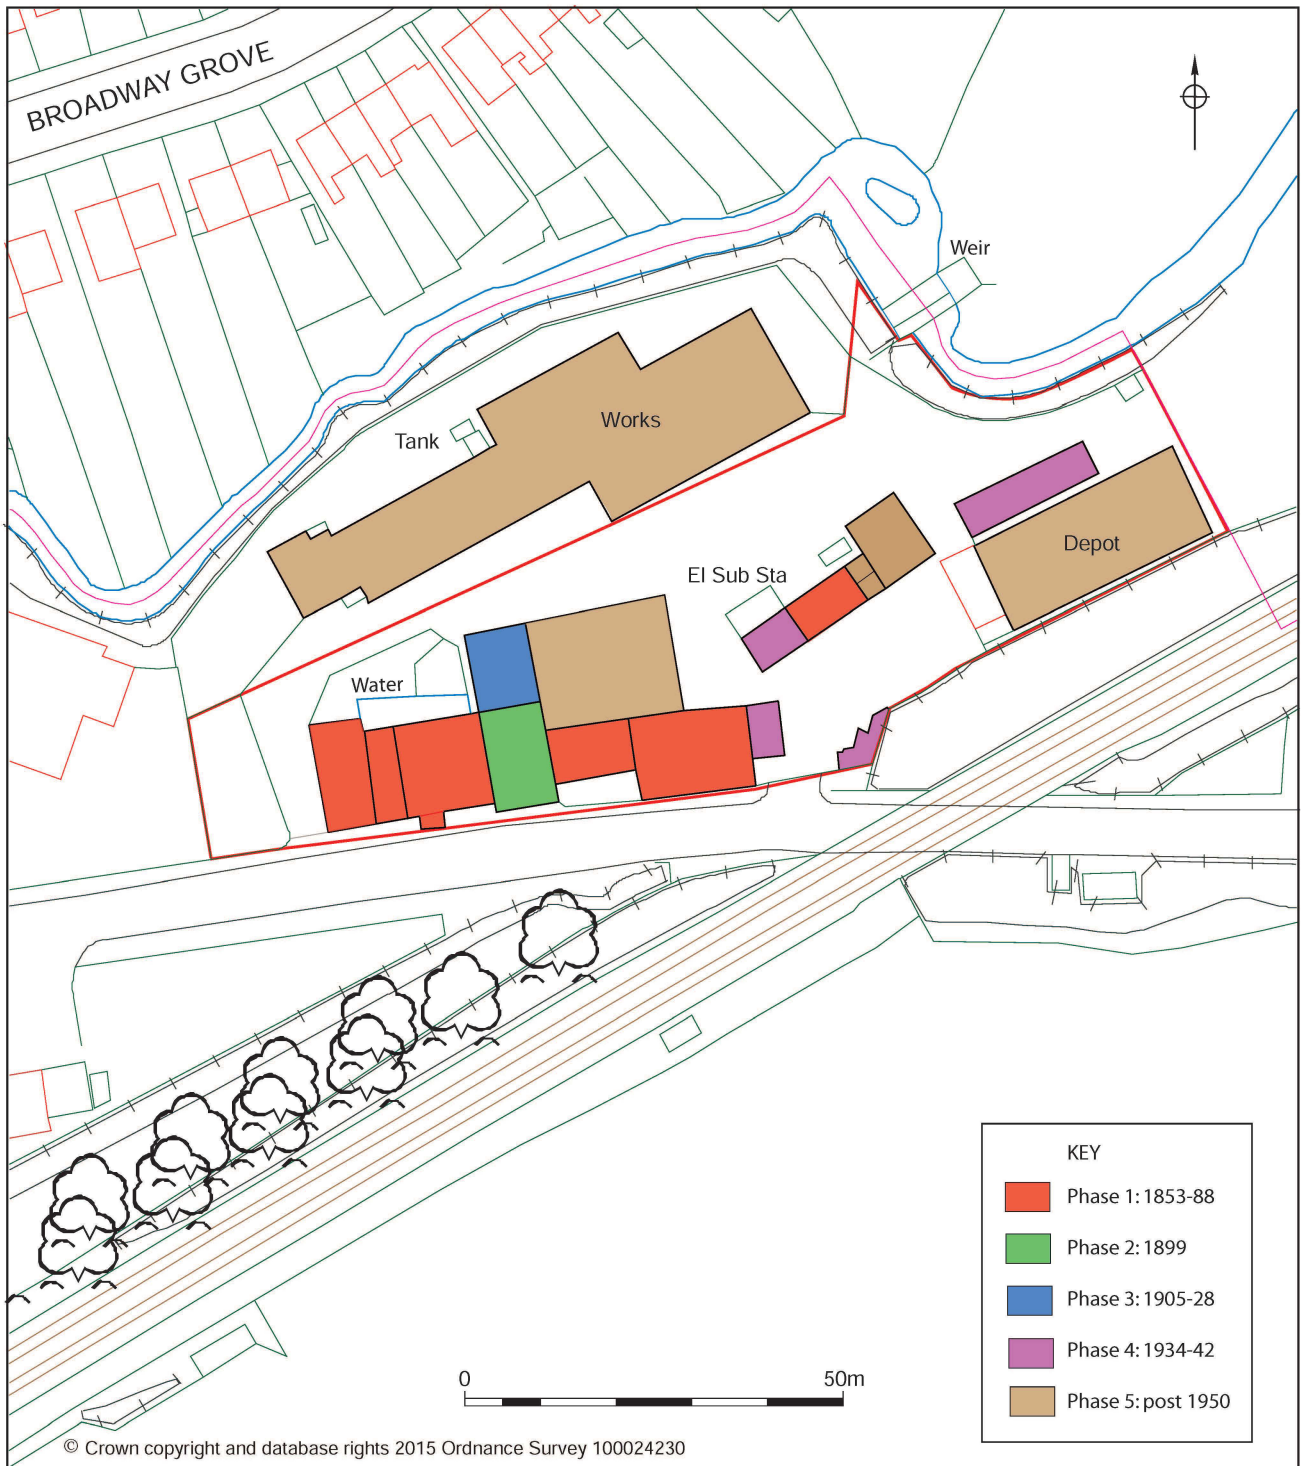 BROADWAY GROVE
Weir
Works
Tank
Depot
El Sub Sta
Water
KEY
Phase 1: 1853-88
Phase 2: 1899
Phase 3: 1905-28
Phase 4: 1934-42
Phase 5: post 1950
0 50m
© Crown copyright and database rights 2015 Ordnance Survey 100024230